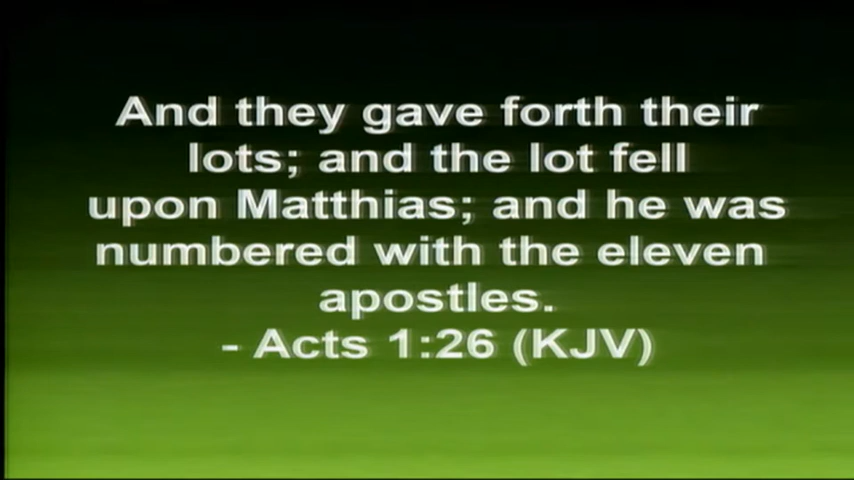 And they gave forth their
lots; and the lot fell
upon Matthias; and he was
numbered with the eleven
apostles.
- Acts 1:26 (KJV)